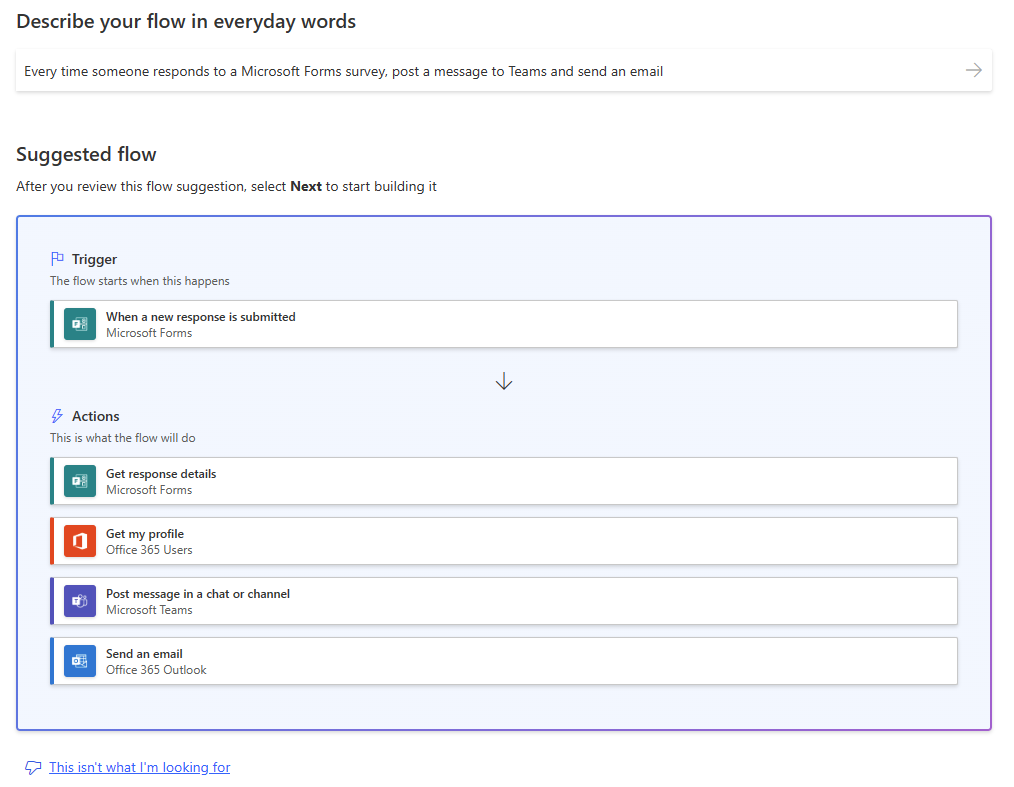 Describe your flow in everyday words
Every time someone responds to a Microsoft Forms survey, post a message to Teams and send an email
Suggested flow
After you review this flow suggestion, select Next to start building it
Trigger
The flow starts when this happens
When a new response is submitted
Microsoft Forms
Actions
This is what the flow will do
Get response details
Microsoft Forms
Get my profile
Office 365 Users
Post message in a chat or channel
Microsoft Teams
Send an email
Office 365 Outlook
This isn't what I'm looking for